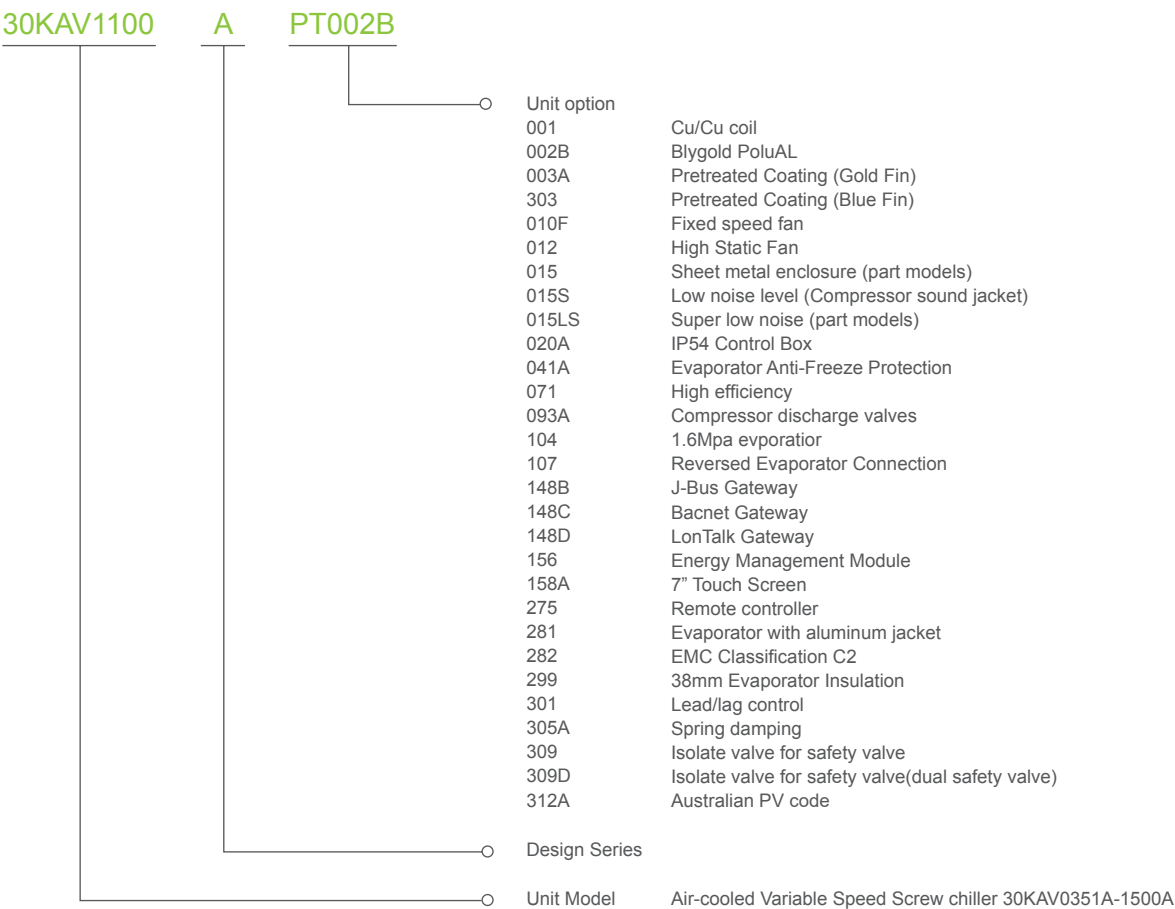 30KAV1100 A PT002B
Unit option
001 Cu/Cu coil
002B Blygold PoluAL
003A Pretreated Coating (Gold Fin)
303 Pretreated Coating (Blue Fin)
010F Fixed speed fan
012 High Static Fan
015 Sheet metal enclosure (part models)
015S Low noise level (Compressor sound jacket)
015LS Super low noise (part models)
020A IP54 Control Box
041A Evaporator Anti-Freeze Protection
071 High efficiency
093A Compressor discharge valves
104 1.6Mpa evporatior
107 Reversed Evaporator Connection
148B J-Bus Gateway
148C Bacnet Gateway
148D LonTalk Gateway
156 Energy Management Module
158A 7” Touch Screen
275 Remote controller
281 Evaporator with aluminum jacket
282 EMC Classification C2
299 38mm Evaporator Insulation
301 Lead/lag control
305A Spring damping
309 Isolate valve for safety valve
309D Isolate valve for safety valve(dual safety valve)
312A Australian PV code
Design Series
Unit Model Air-cooled Variable Speed Screw chiller 30KAV0351A-1500A